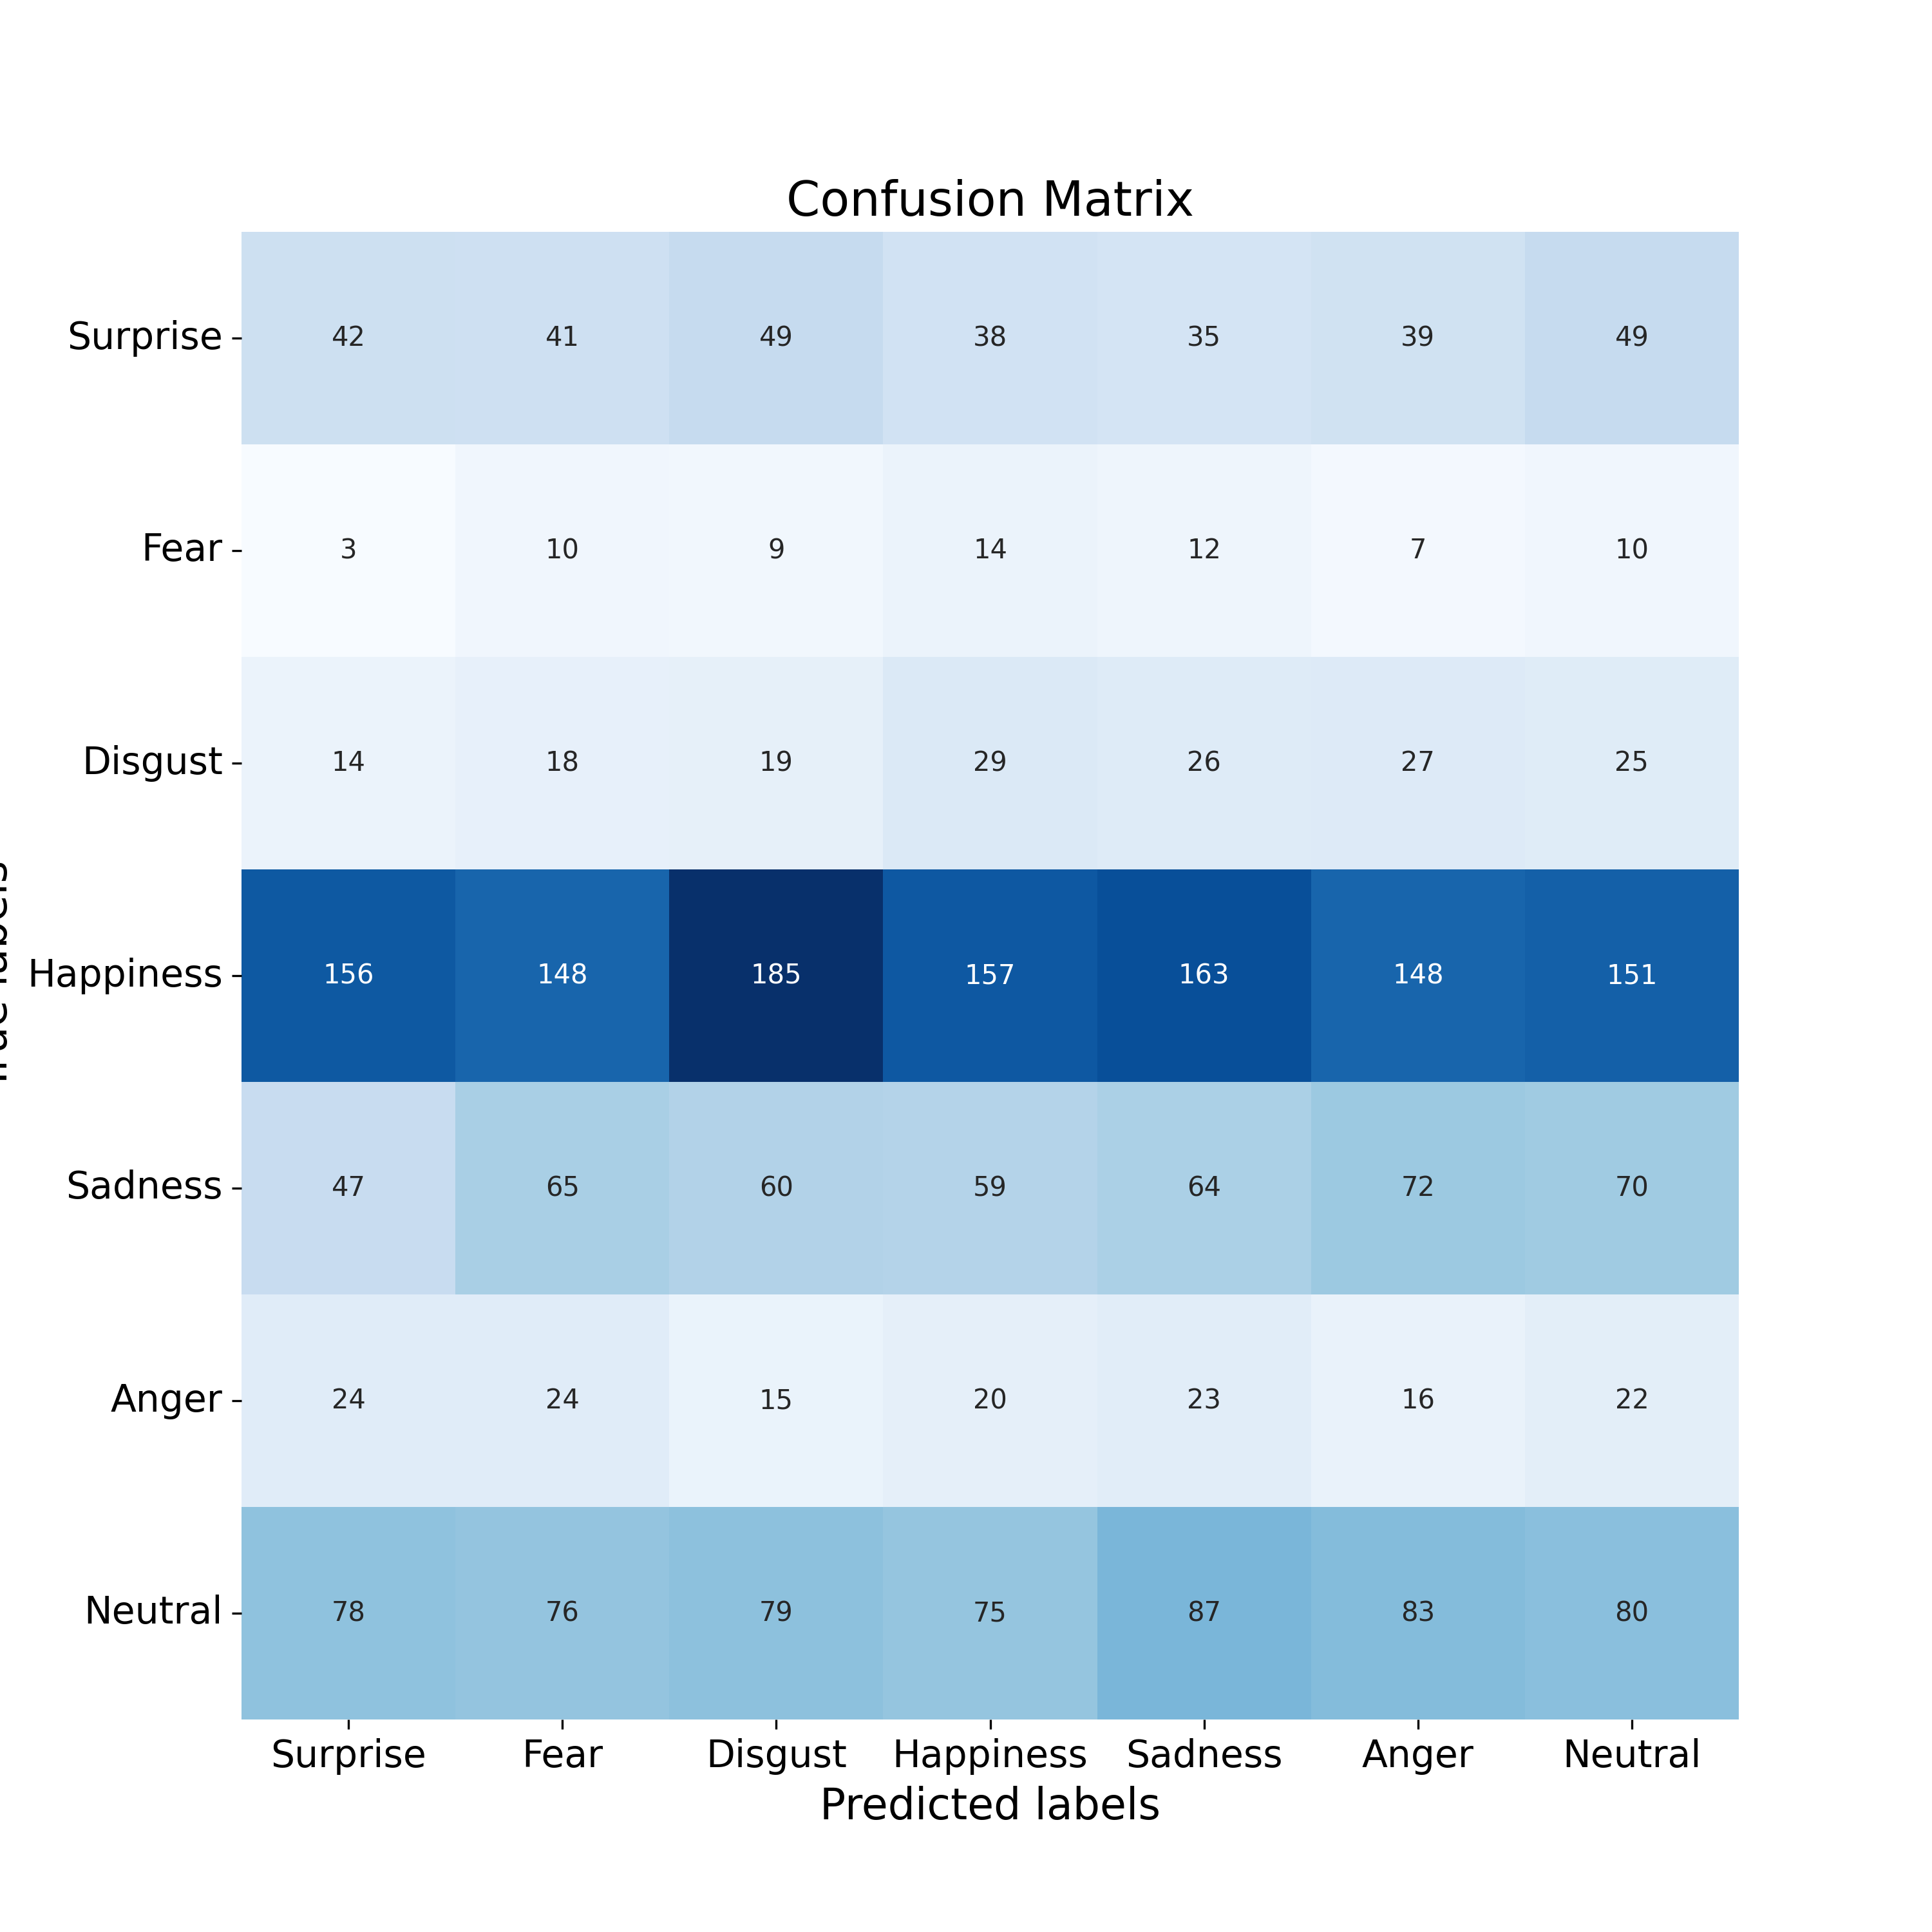 Confusion Matrix
Surprise 42 41 49 38 35 39 49
Fear 3 10 9 14 12 7 10
Disgust 14 18 19 29 26 27 25
Happiness 156 148 185 157 163 148 151
Sadness 47 65 60 59 64 72 70
Anger 24 24 15 20 23 16 22
Neutral 78 76 79 75 87 83 80
Surprise Fear Disgust Happiness Sadness Anger Neutral
Predicted labels